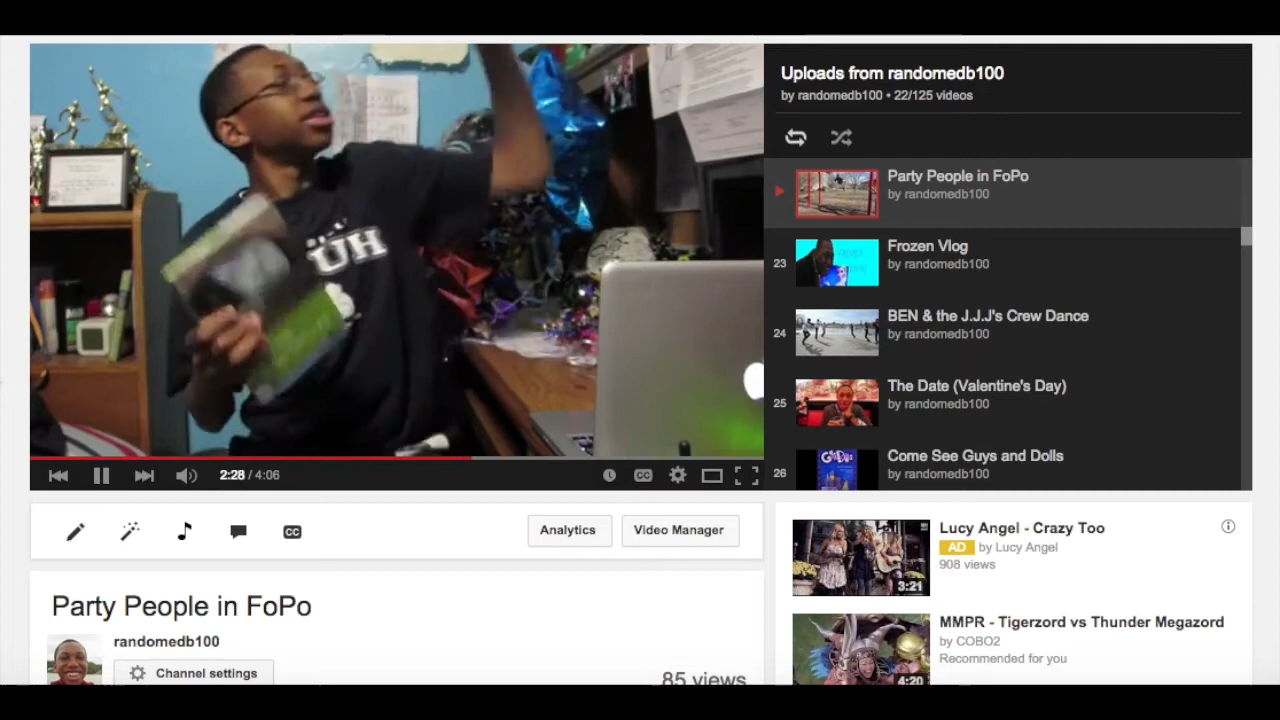 Uploads from randomedb100
by randomedb100 • 22/125 videos
Party People in FoPo
by randomedb100
23
Frozen Vlog
by randomedb100
24
BEN & the J.J.J's Crew Dance
by randomedb100
25
The Date (Valentine's Day)
by randomedb100
26
Come See Guys and Dolls
by randomedb100
ÜH
2:28 / 4:06
CC
CC
Analytics
Video Manager
Party People in FoPo
randomedb100
Channel settings
85 views
3:21
Lucy Angel - Crazy Too
AD by Lucy Angel
908 views
4:20
MMPR - Tigerzord vs Thunder Megazord
by COBO2
Recommended for you